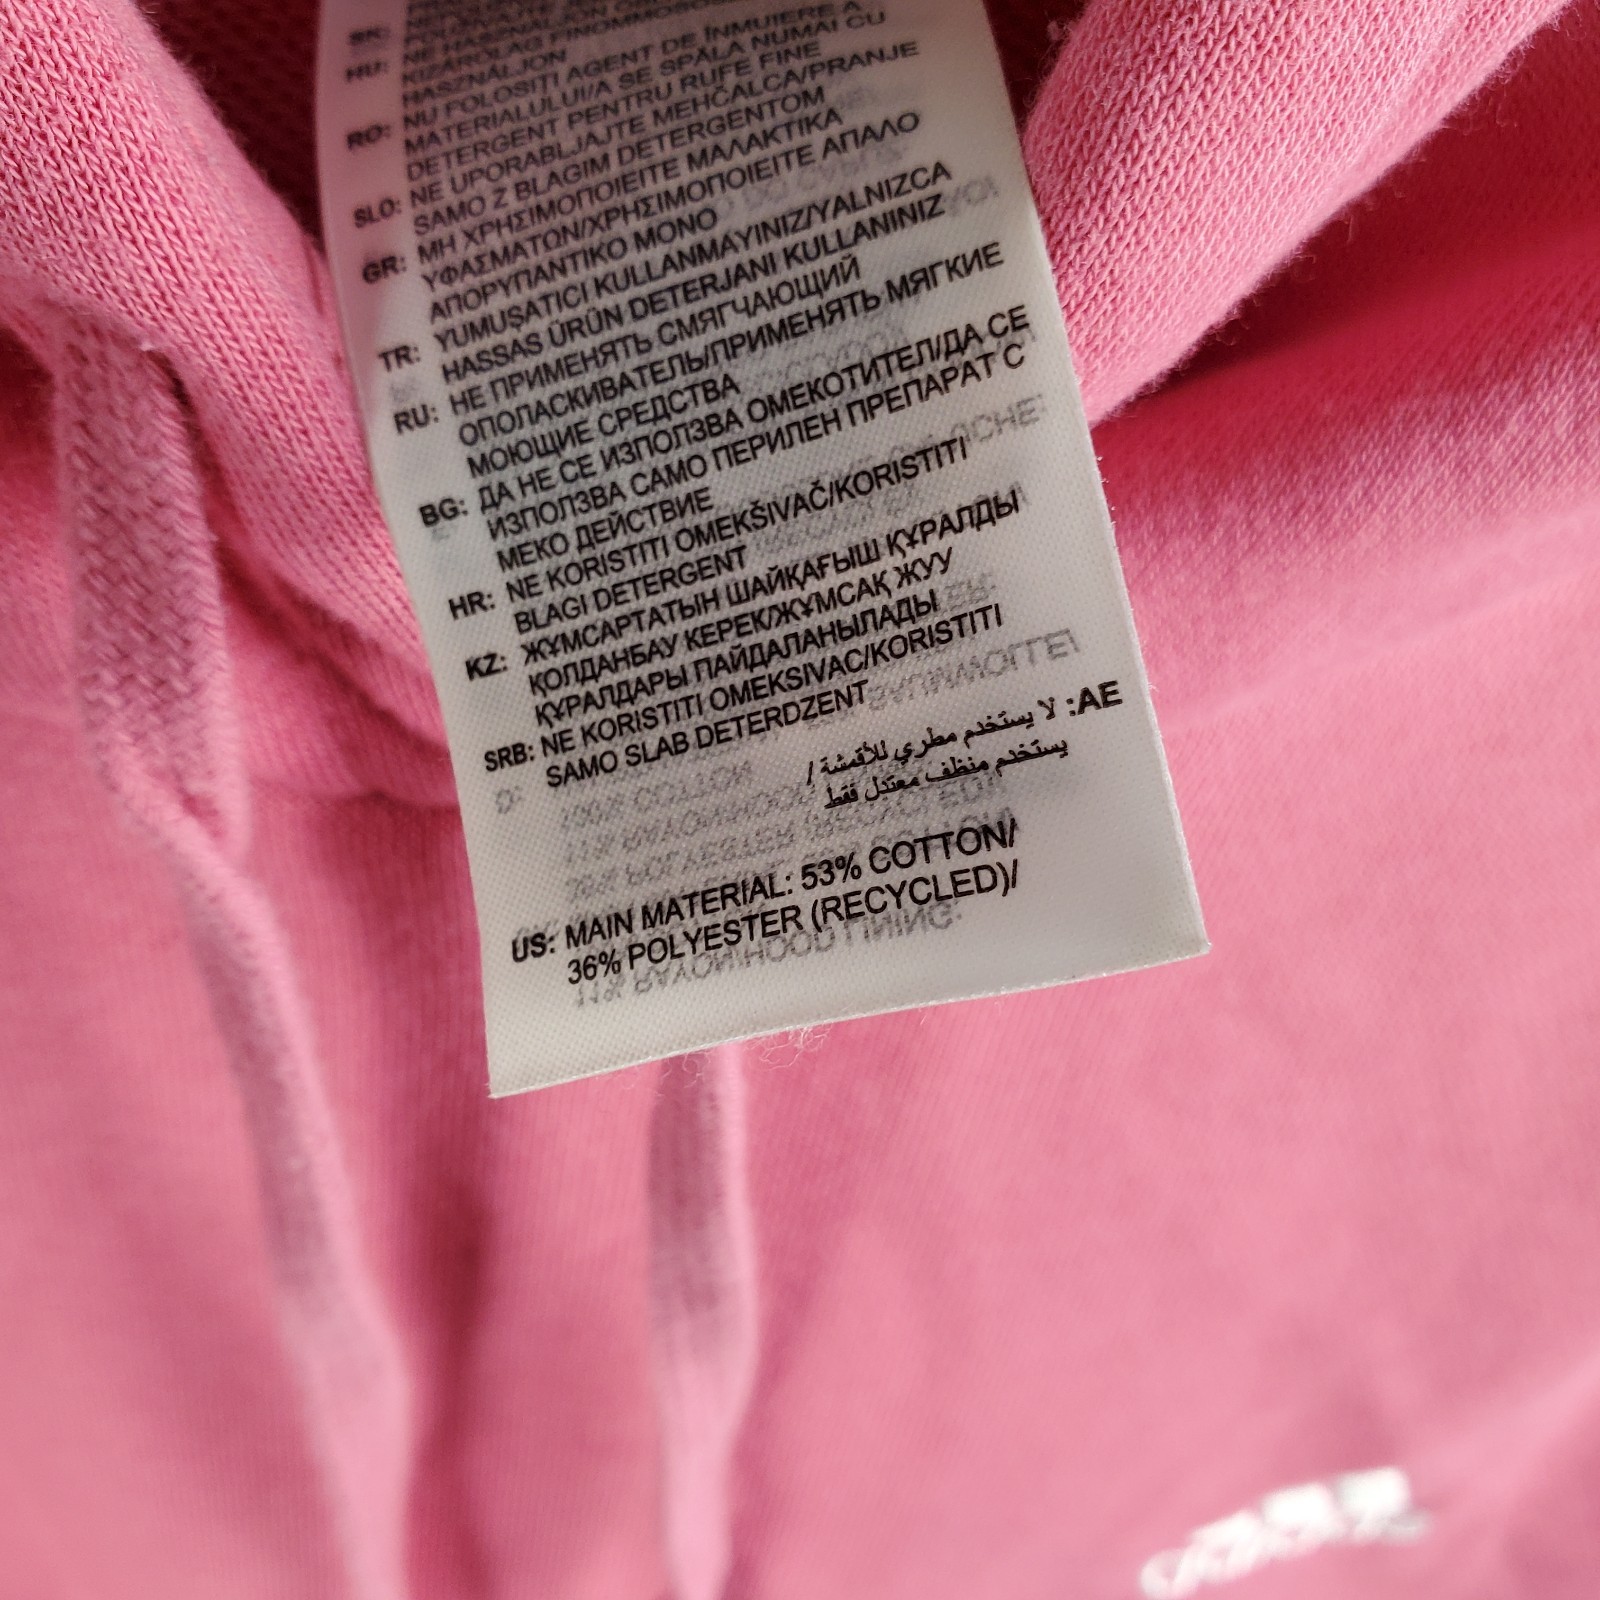 SK:
HU: NE HASZNÁLJON
KIZÁRÓLAG FINOMMOSÓSZ
HASZNÁLJON
RO: NU FOLOSIȚI AGENT DE ÎNMUIERE A
MATERIALULUI/A SE SPĂLA NUMAI CU
DETERGENT PENTRU RUFE FINE
SLO: NE UPORABLJAJTE MEHČALCA/PRANJE
SAMO Z BLAGIM DETERGENTOM
GR: ΜΗ ΧΡΗΣΙΜΟΠΟΙΕΙΤΕ ΜΑΛΑΚΤΙΚΑ
ΥΦΑΣΜΑΤΩΝ/ΧΡΗΣΙΜΟΠΟΙΕΙΤΕ ΑΠΑΛΟ
ΑΠΟΡΥΠΑΝΤΙΚΟ ΜΟΝΟ
TR: YUMUŞATICI KULLANMAYINIZ/YALNIZCA
HASSAS ÜRÜN DETERJANI KULLANINIZ
RU: НЕ ПРИМЕНЯТЬ СМЯГЧАЮЩИЙ
ОПОЛАСКИВАТЕЛЬ/ПРИМЕНЯТЬ МЯГКИЕ
МОЮЩИЕ СРЕДСТВА
BG: ДА НЕ СЕ ИЗПОЛЗВА ОМЕКОТИТЕЛ/ДА СЕ
ИЗПОЛЗВА САМО ПЕРИЛЕН ПРЕПАРАТ С
МЕКО ДЕЙСТВИЕ
HR: NE KORISTITI OMEKŠIVAČ/KORISTITI
BLAGI DETERGENT
KZ: ЖҰМСАРТАТЫН ШАЙҚАҒЫШ ҚҰРАЛДЫ
ҚОЛДАНБАУ КЕРЕК/ЖҰМСАҚ ЖУУ
ҚҰРАЛДАРЫ ПАЙДАЛАНЫЛАДЫ
SRB: NE KORISTITI OMEKSIVAC/KORISTITI
SAMO SLAB DETERDZENT
AE: لا يستخدم مطري للأقمشة /
يستخدم منظف معتدل فقط
US: MAIN MATERIAL: 53% COTTON/
36% POLYESTER (RECYCLED)/